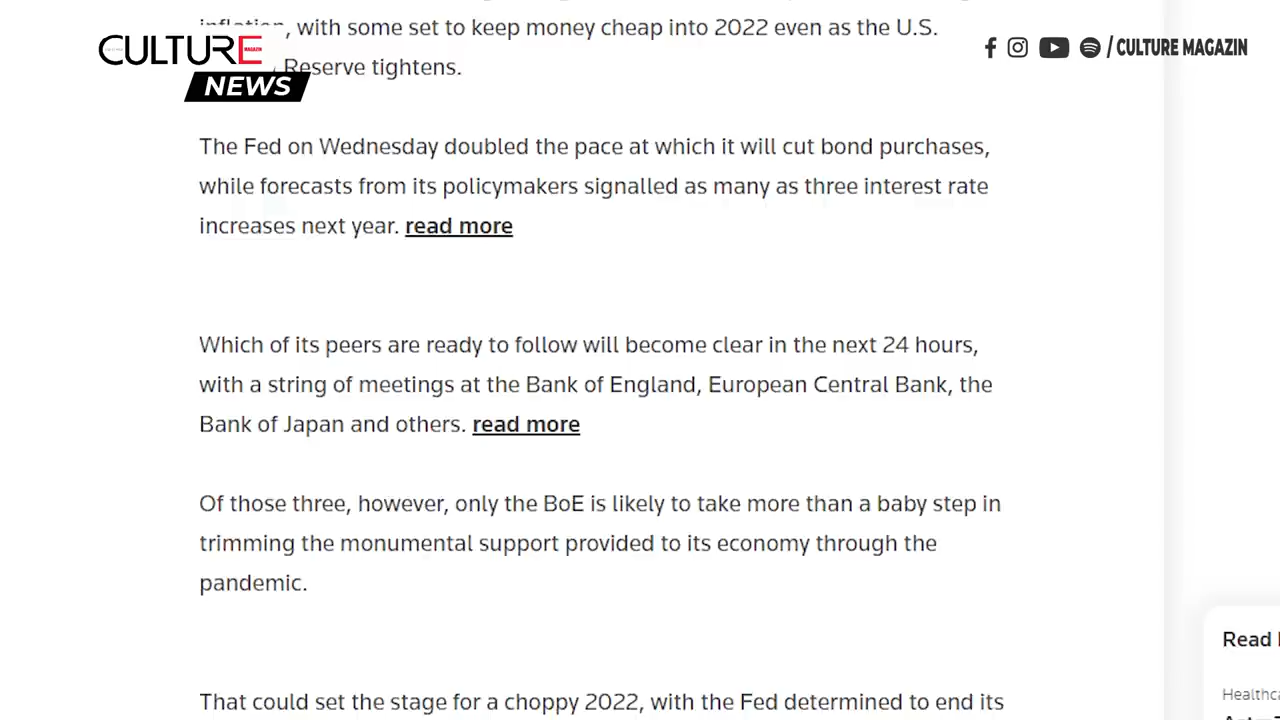 inflation, with some set to keep money cheap into 2022 even as the U.S.
CULTURE
MAGAZIN
NEWS
/ CULTURE MAGAZIN
Reserve tightens.
The Fed on Wednesday doubled the pace at which it will cut bond purchases,
while forecasts from its policymakers signalled as many as three interest rate
increases next year. read more
Which of its peers are ready to follow will become clear in the next 24 hours,
with a string of meetings at the Bank of England, European Central Bank, the
Bank of Japan and others. read more
Of those three, however, only the BoE is likely to take more than a baby step in
trimming the monumental support provided to its economy through the
pandemic.
Read
Healthca
That could set the stage for a choppy 2022, with the Fed determined to end its